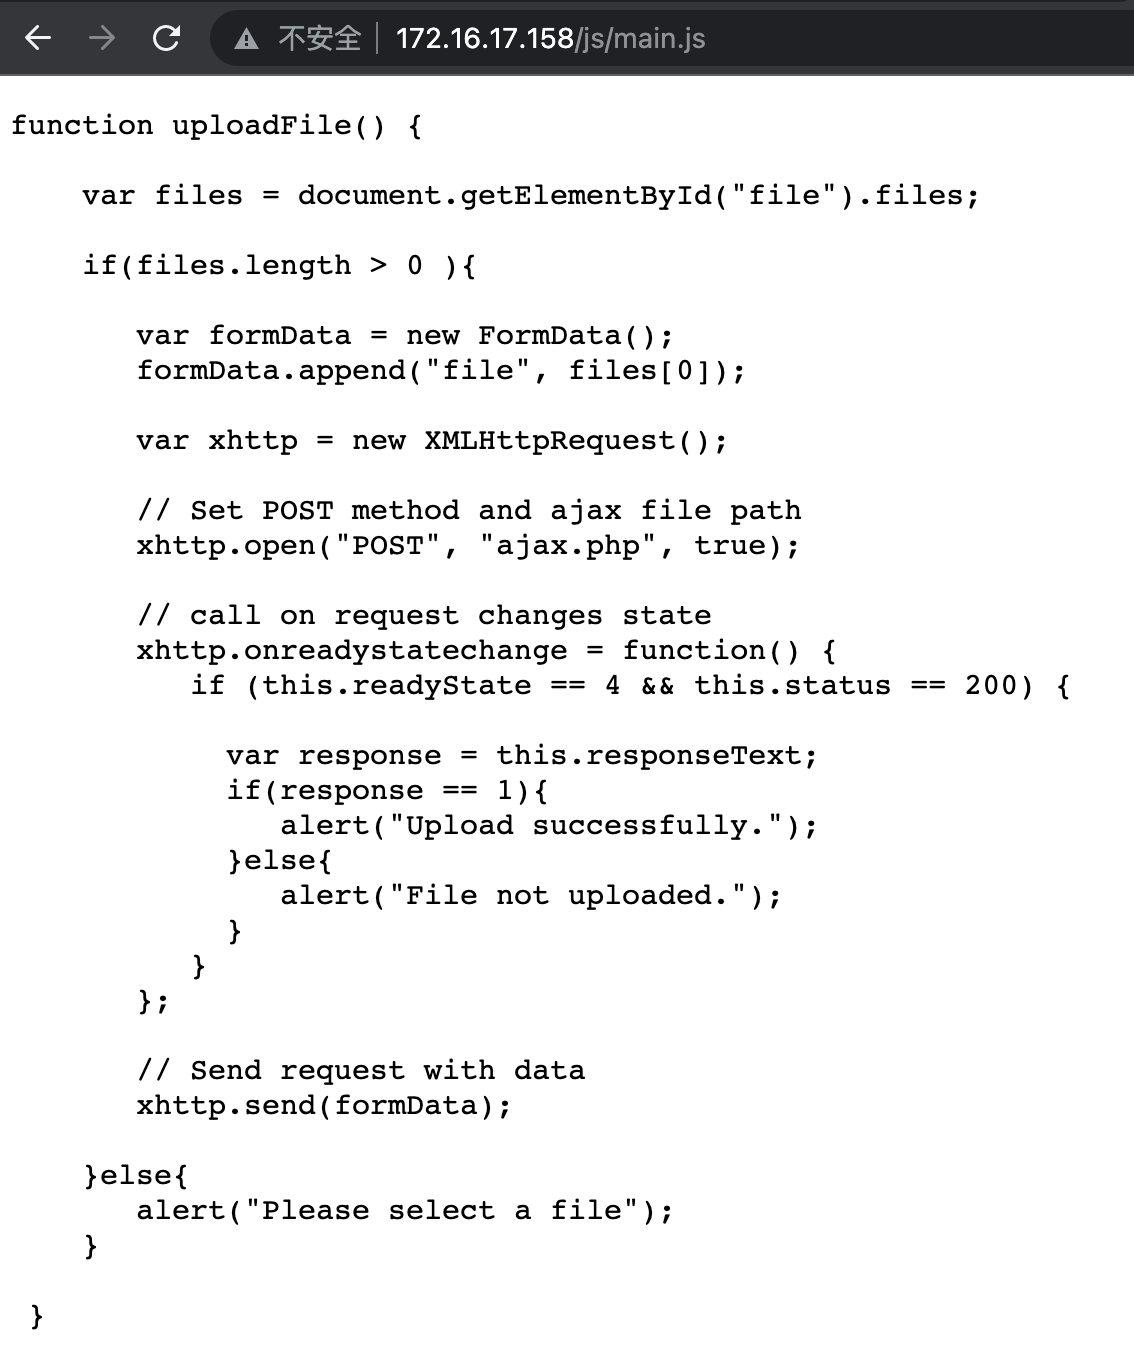 不安全 | 172.16.17.158/js/main.js
function uploadFile() {
var files = document.getElementById("file").files;
if(files.length > 0 ){
var formData = new FormData();
formData.append("file", files[0]);
var xhttp = new XMLHttpRequest();
// Set POST method and ajax file path
xhttp.open("POST", "ajax.php", true);
// call on request changes state
xhttp.onreadystatechange = function() {
if (this.readyState == 4 && this.status == 200) {
var response = this.responseText;
if(response == 1){
alert("Upload successfully.");
}else{
alert("File not uploaded.");
}
}
};
// Send request with data
xhttp.send(formData);
}else{
alert("Please select a file");
}
}